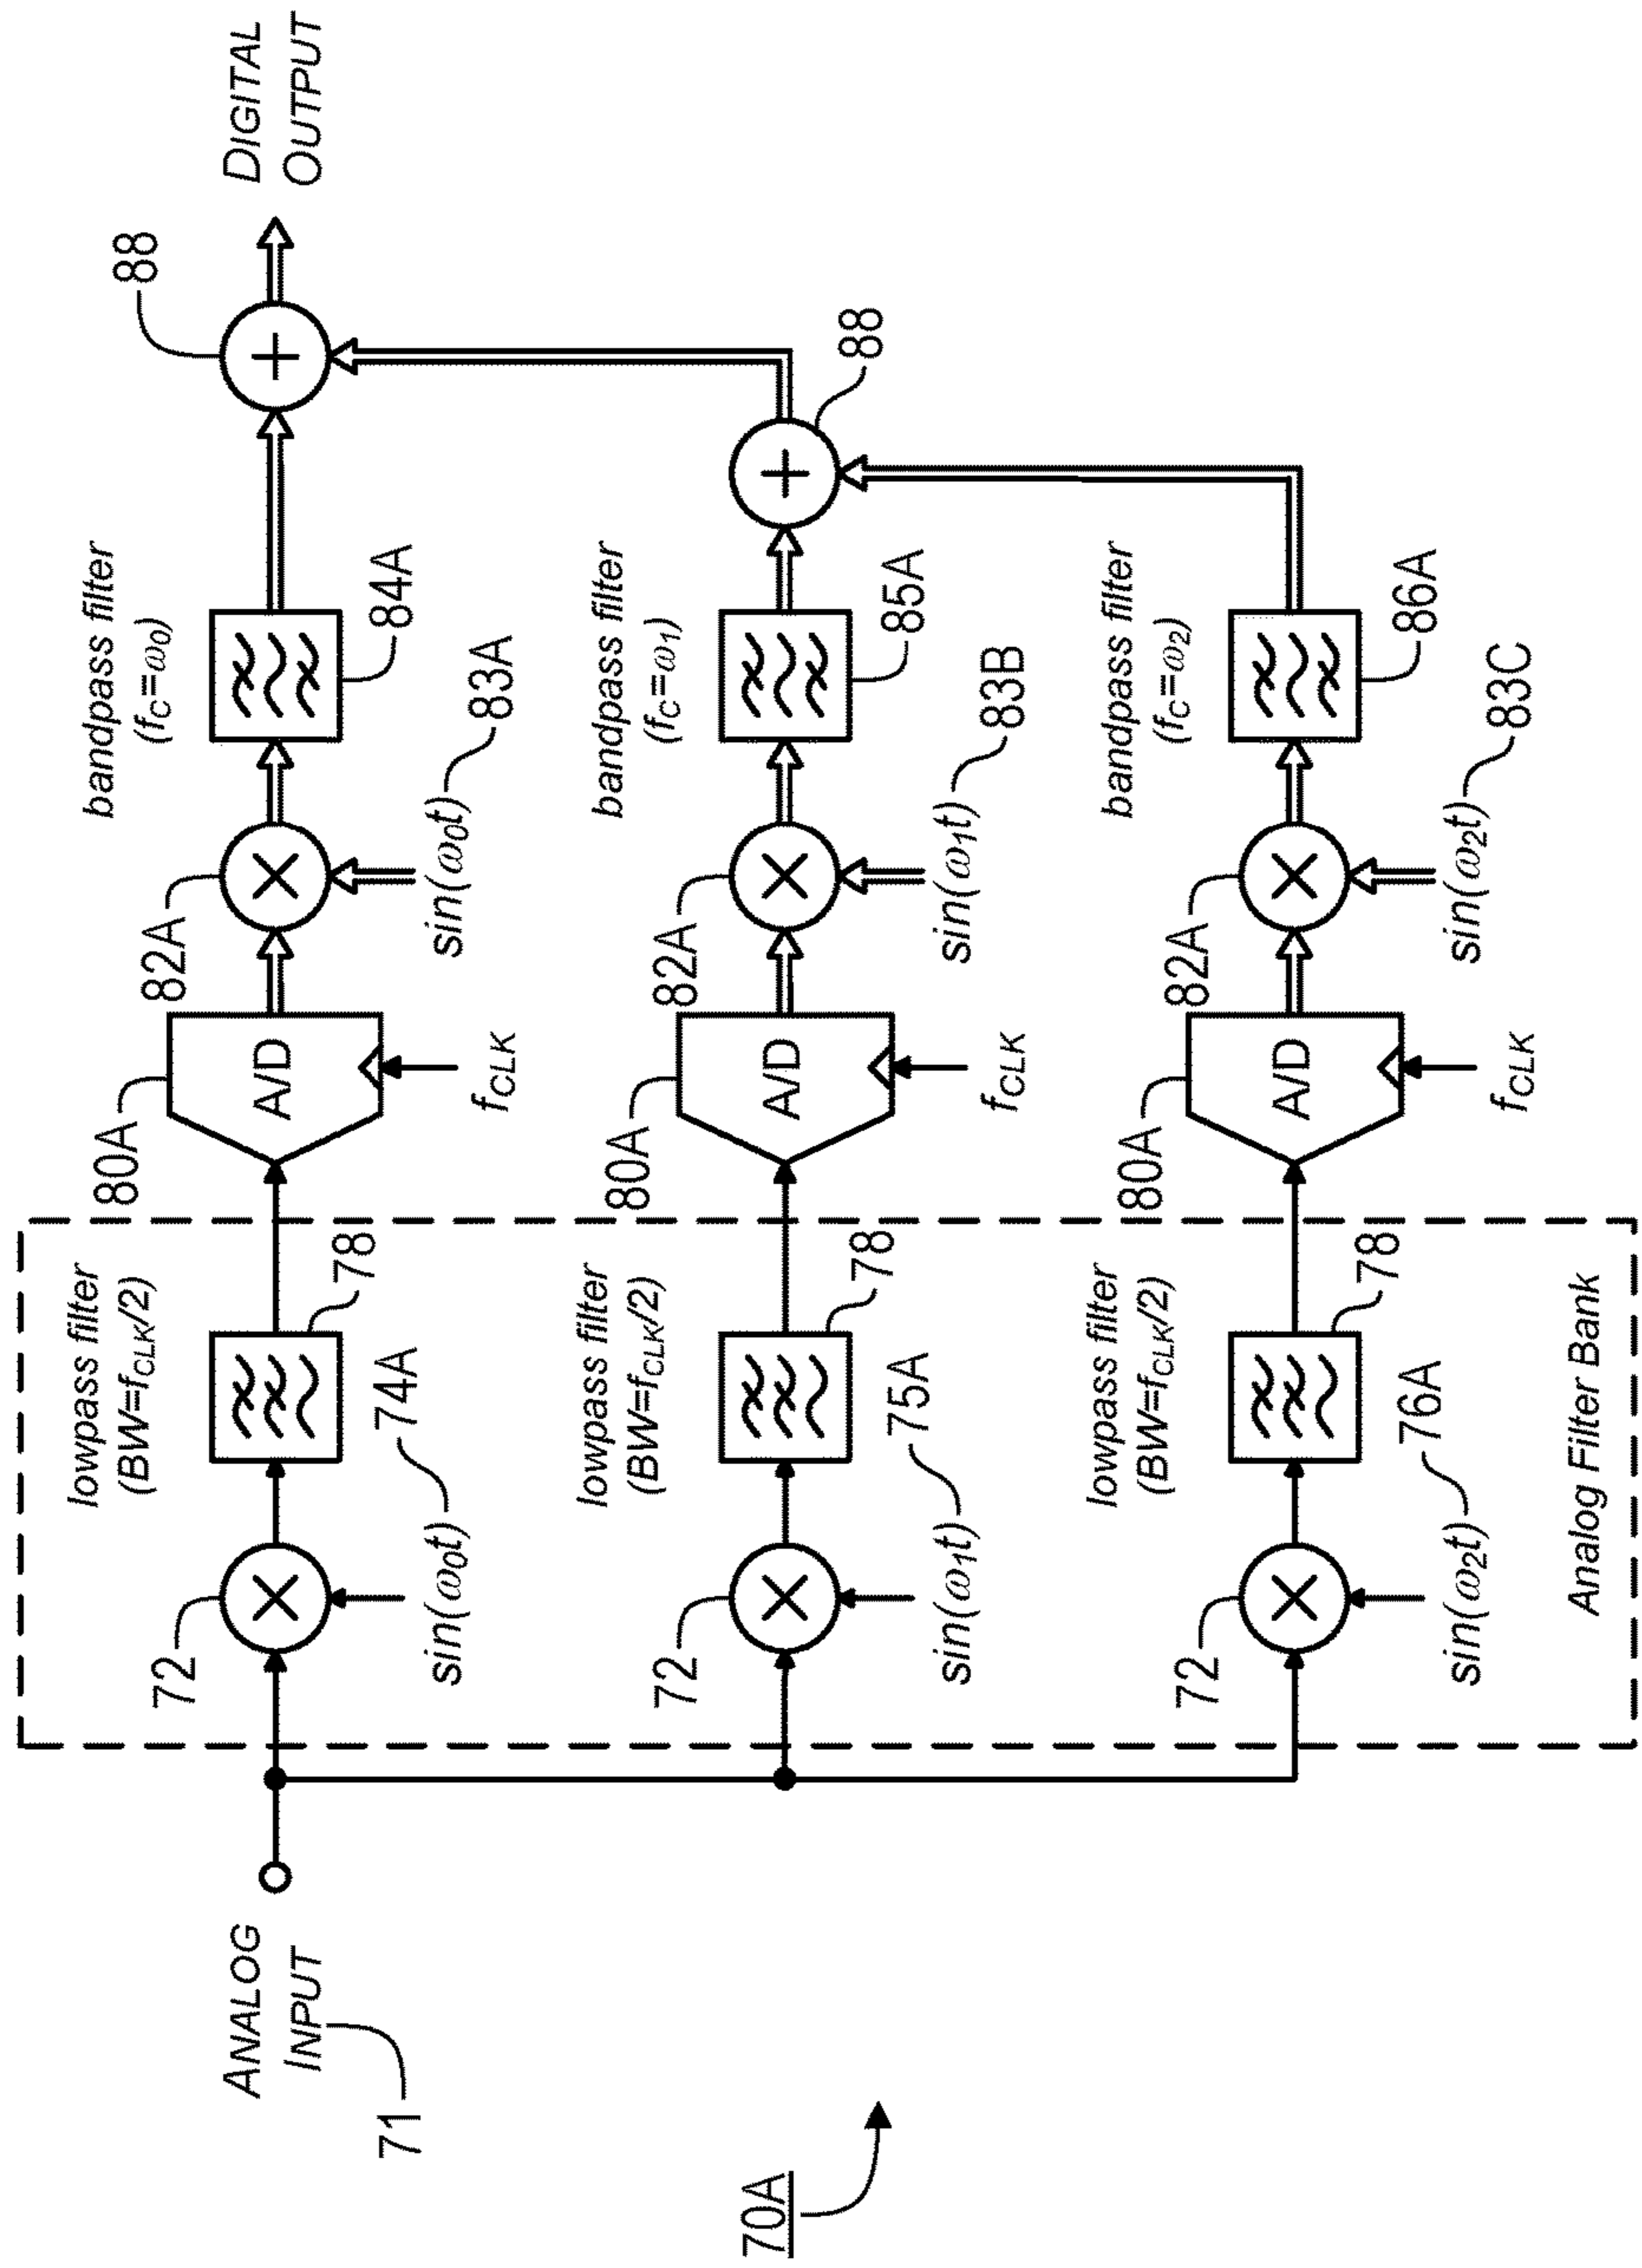 ANALOG
INPUT
71
70A
72
sin(ω0t)
74A
lowpass filter
(BW=fCLK/2)
78
80A
A/D
fCLK
82A
sin(ω0t)
83A
bandpass filter
(fC=ω0)
84A
88
DIGITAL
OUTPUT
72
sin(ω1t)
75A
lowpass filter
(BW=fCLK/2)
78
80A
A/D
fCLK
82A
sin(ω1t)
83B
bandpass filter
(fC=ω1)
85A
88
72
sin(ω2t)
76A
lowpass filter
(BW=fCLK/2)
78
80A
A/D
fCLK
82A
sin(ω2t)
83C
bandpass filter
(fC=ω2)
86A
Analog Filter Bank